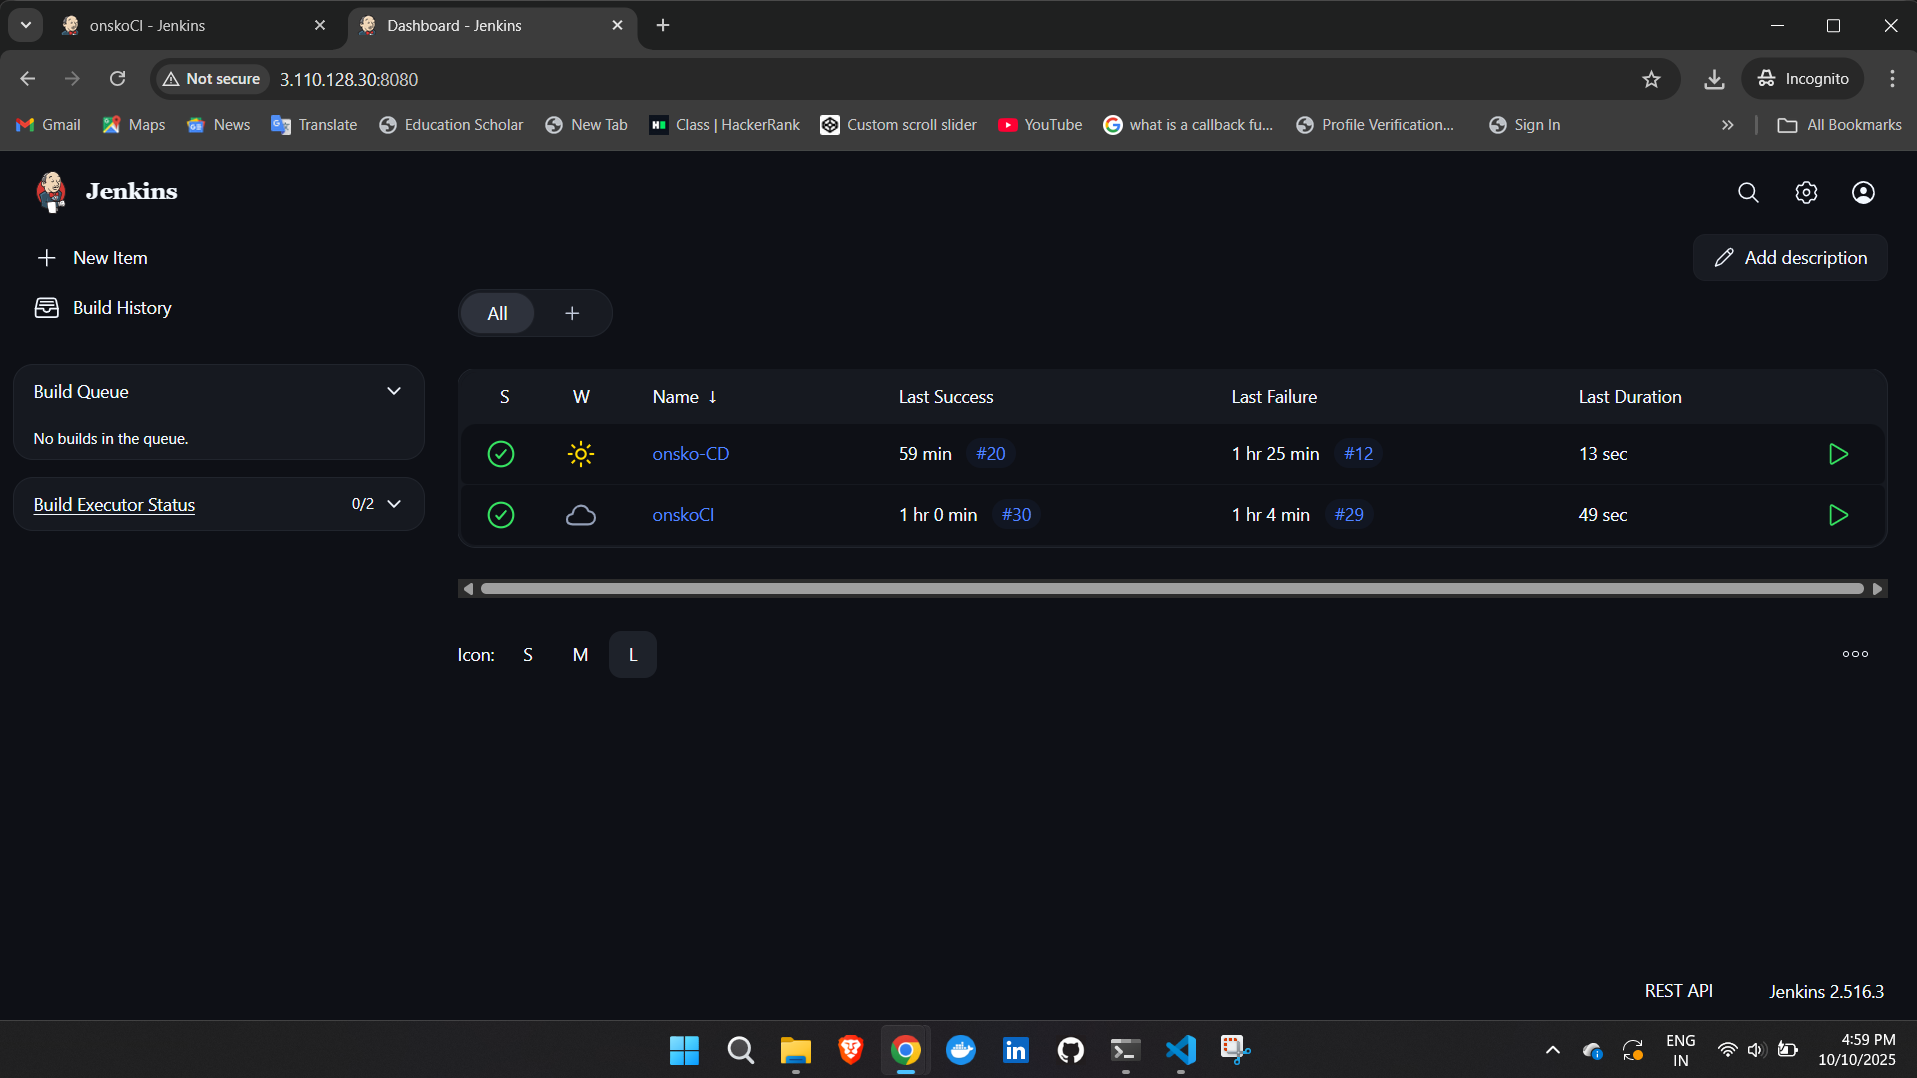 onskoCI - Jenkins
Dashboard - Jenkins
Not secure
3.110.128.30:8080
Incognito
Gmail
Maps
News
Translate
Education Scholar
New Tab
Class | HackerRank
Custom scroll slider
YouTube
what is a callback fu...
Profile Verification...
Sign In
All Bookmarks
Jenkins
New Item
Add description
Build History
All
Build Queue
No builds in the queue.
Build Executor Status 0/2
S W Name ↓ Last Success Last Failure Last Duration
onsko-CD 59 min #20 1 hr 25 min #12 13 sec
onskoCI 1 hr 0 min #30 1 hr 4 min #29 49 sec
Icon: S M L
REST API Jenkins 2.516.3
ENG
IN
4:59 PM
10/10/2025